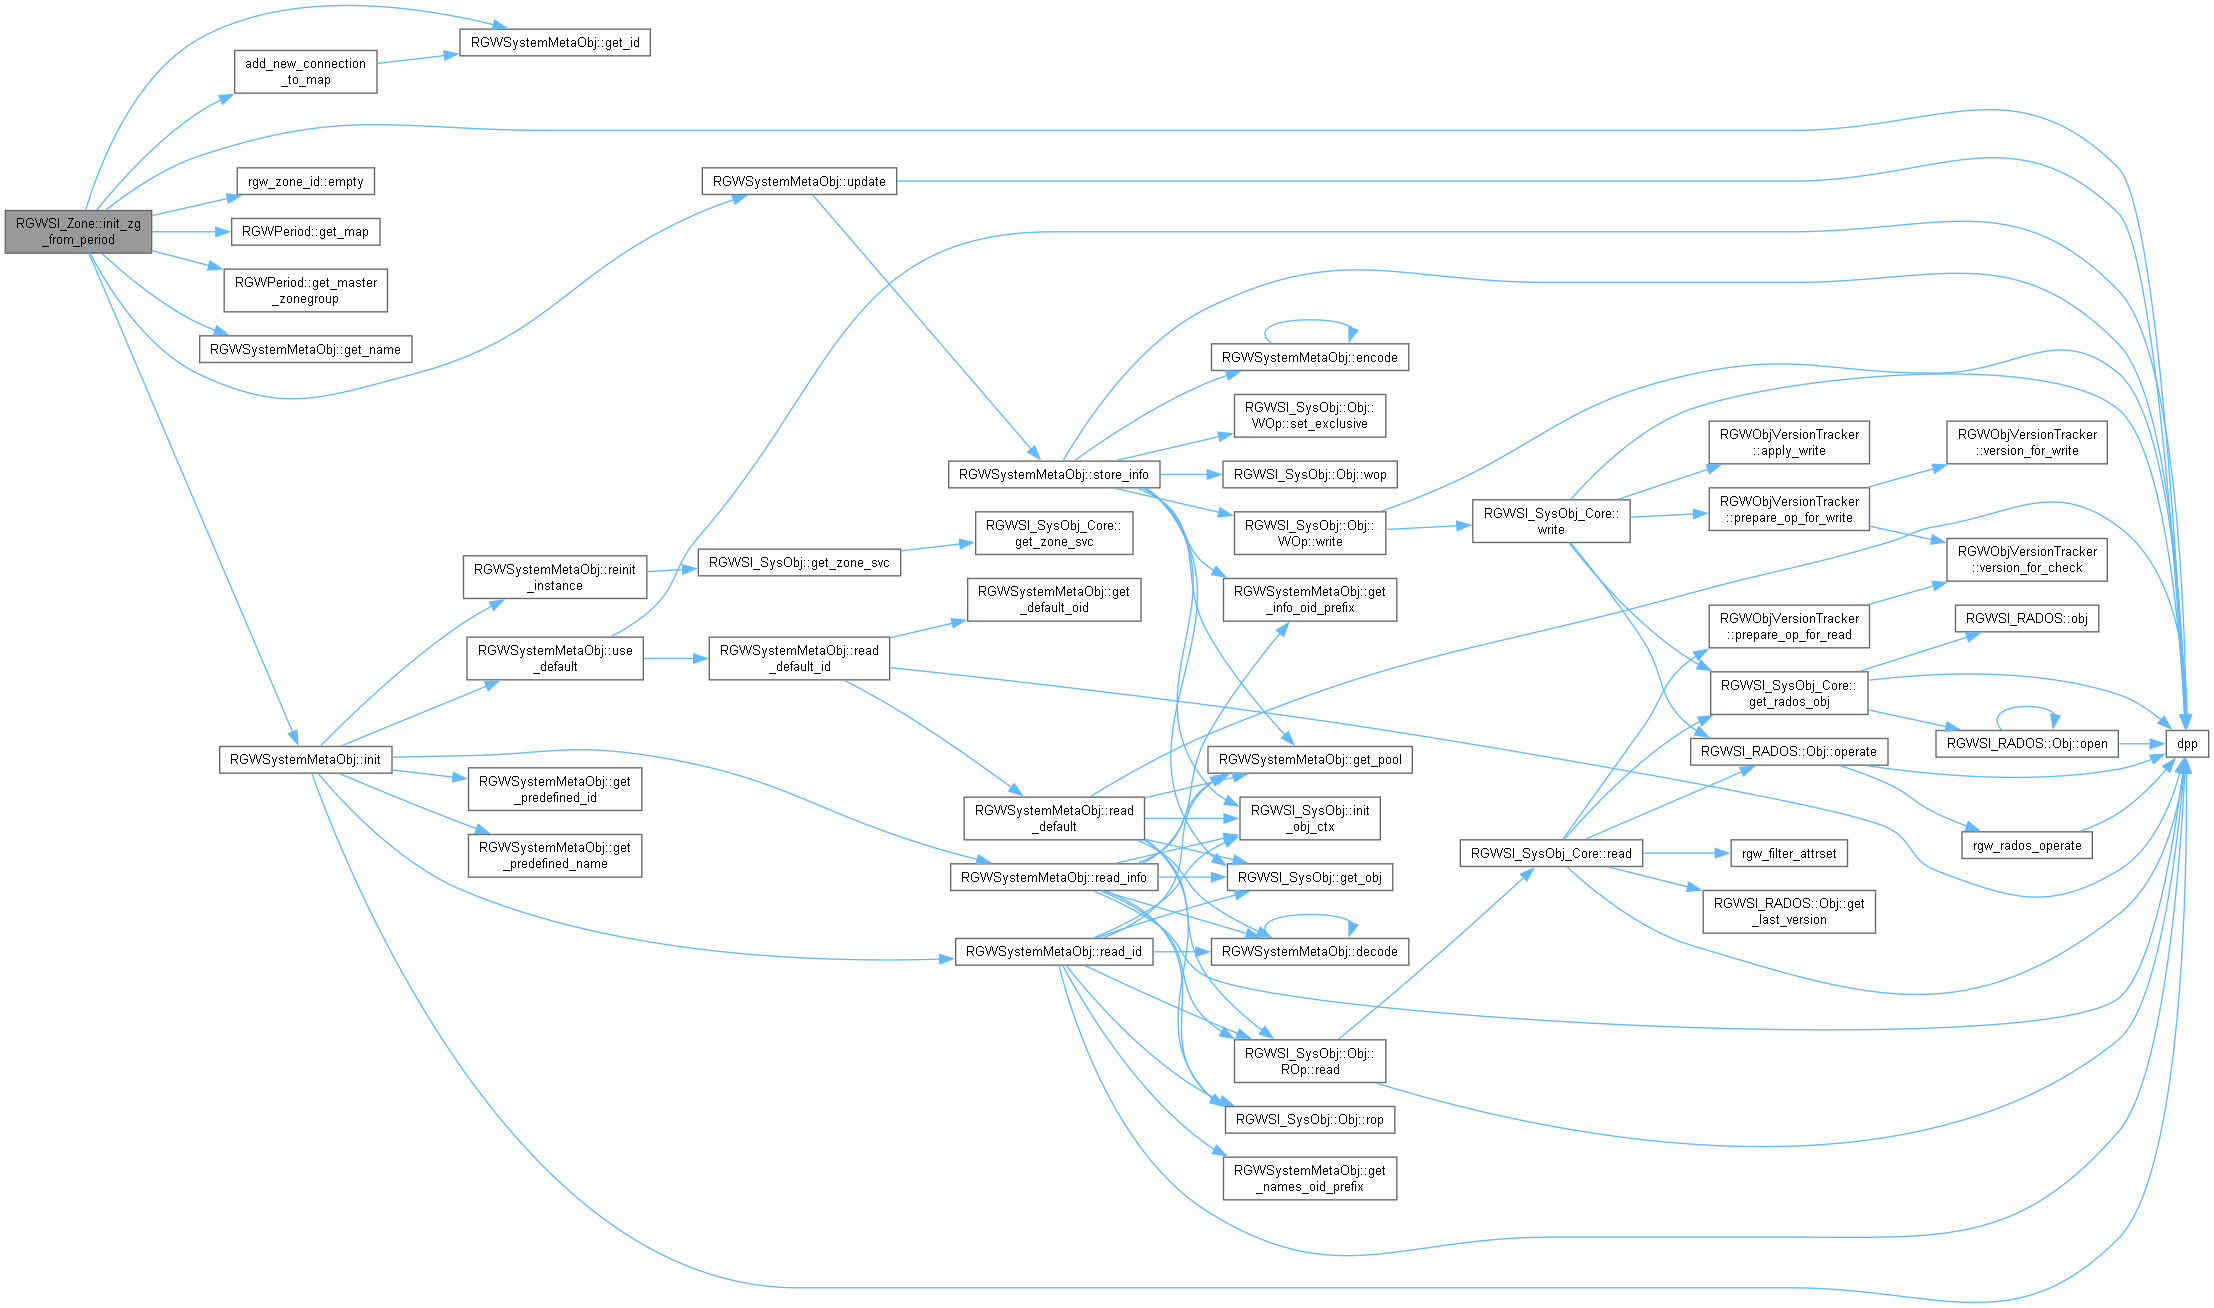 RGWSI_Zone::init_zg
_from_period
RGWSystemMetaObj::get_id
add_new_connection
_to_map
rgw_zone_id::empty
RGWPeriod::get_map
RGWPeriod::get_master
_zonegroup
RGWSystemMetaObj::get_name
RGWSystemMetaObj::init
RGWSystemMetaObj::reinit
_instance
RGWSystemMetaObj::use
_default
RGWSystemMetaObj::get
_predefined_id
RGWSystemMetaObj::get
_predefined_name
RGWSystemMetaObj::update
RGWSI_SysObj::get_zone_svc
RGWSystemMetaObj::read
_default_id
RGWSystemMetaObj::store_info
RGWSI_SysObj_Core::
get_zone_svc
RGWSystemMetaObj::get
_default_oid
RGWSystemMetaObj::read
_default
RGWSystemMetaObj::read_info
RGWSystemMetaObj::read_id
RGWSystemMetaObj::encode
RGWSI_SysObj::Obj::
WOp::set_exclusive
RGWSI_SysObj::Obj::wop
RGWSI_SysObj::Obj::
WOp::write
RGWSystemMetaObj::get
_info_oid_prefix
RGWSystemMetaObj::get_pool
RGWSI_SysObj::init
_obj_ctx
RGWSI_SysObj::get_obj
RGWSystemMetaObj::decode
RGWSI_SysObj::Obj::
ROp::read
RGWSI_SysObj::Obj::rop
RGWSystemMetaObj::get
_names_oid_prefix
RGWSI_SysObj_Core::
write
RGWSI_SysObj_Core::read
RGWObjVersionTracker
::apply_write
RGWObjVersionTracker
::prepare_op_for_write
RGWObjVersionTracker
::prepare_op_for_read
RGWSI_SysObj_Core::
get_rados_obj
RGWSI_RADOS::Obj::operate
rgw_filter_attrset
RGWSI_RADOS::Obj::get
_last_version
RGWObjVersionTracker
::version_for_write
RGWObjVersionTracker
::version_for_check
RGWSI_RADOS::obj
RGWSI_RADOS::Obj::open
rgw_rados_operate
dpp